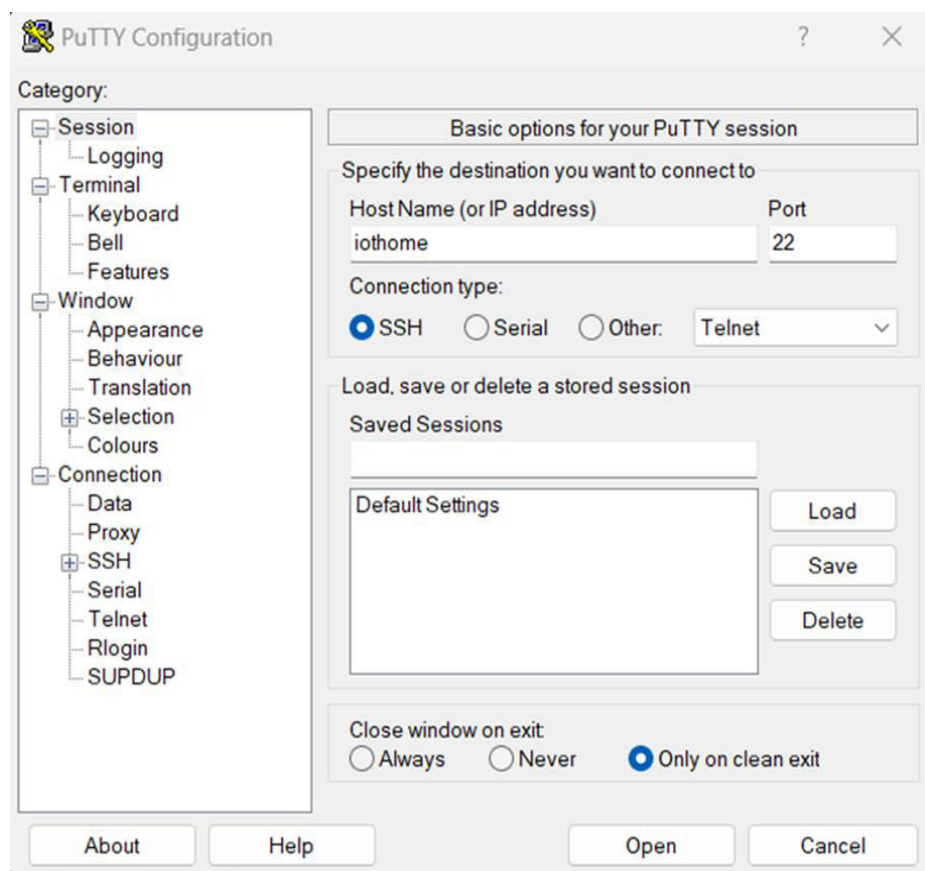 PuTTY Configuration
?
Category:
Session
Logging
Terminal
Keyboard
Bell
Features
Window
Appearance
Behaviour
Translation
Selection
Colours
Connection
Data
Proxy
SSH
Serial
Telnet
Rlogin
SUPDUP
Basic options for your PuTTY session
Specify the destination you want to connect to
Host Name (or IP address) Port
iothome 22
Connection type:
SSH Serial Other: Telnet
Load, save or delete a stored session
Saved Sessions
Default Settings
Load
Save
Delete
Close window on exit:
Always Never Only on clean exit
About Help Open Cancel